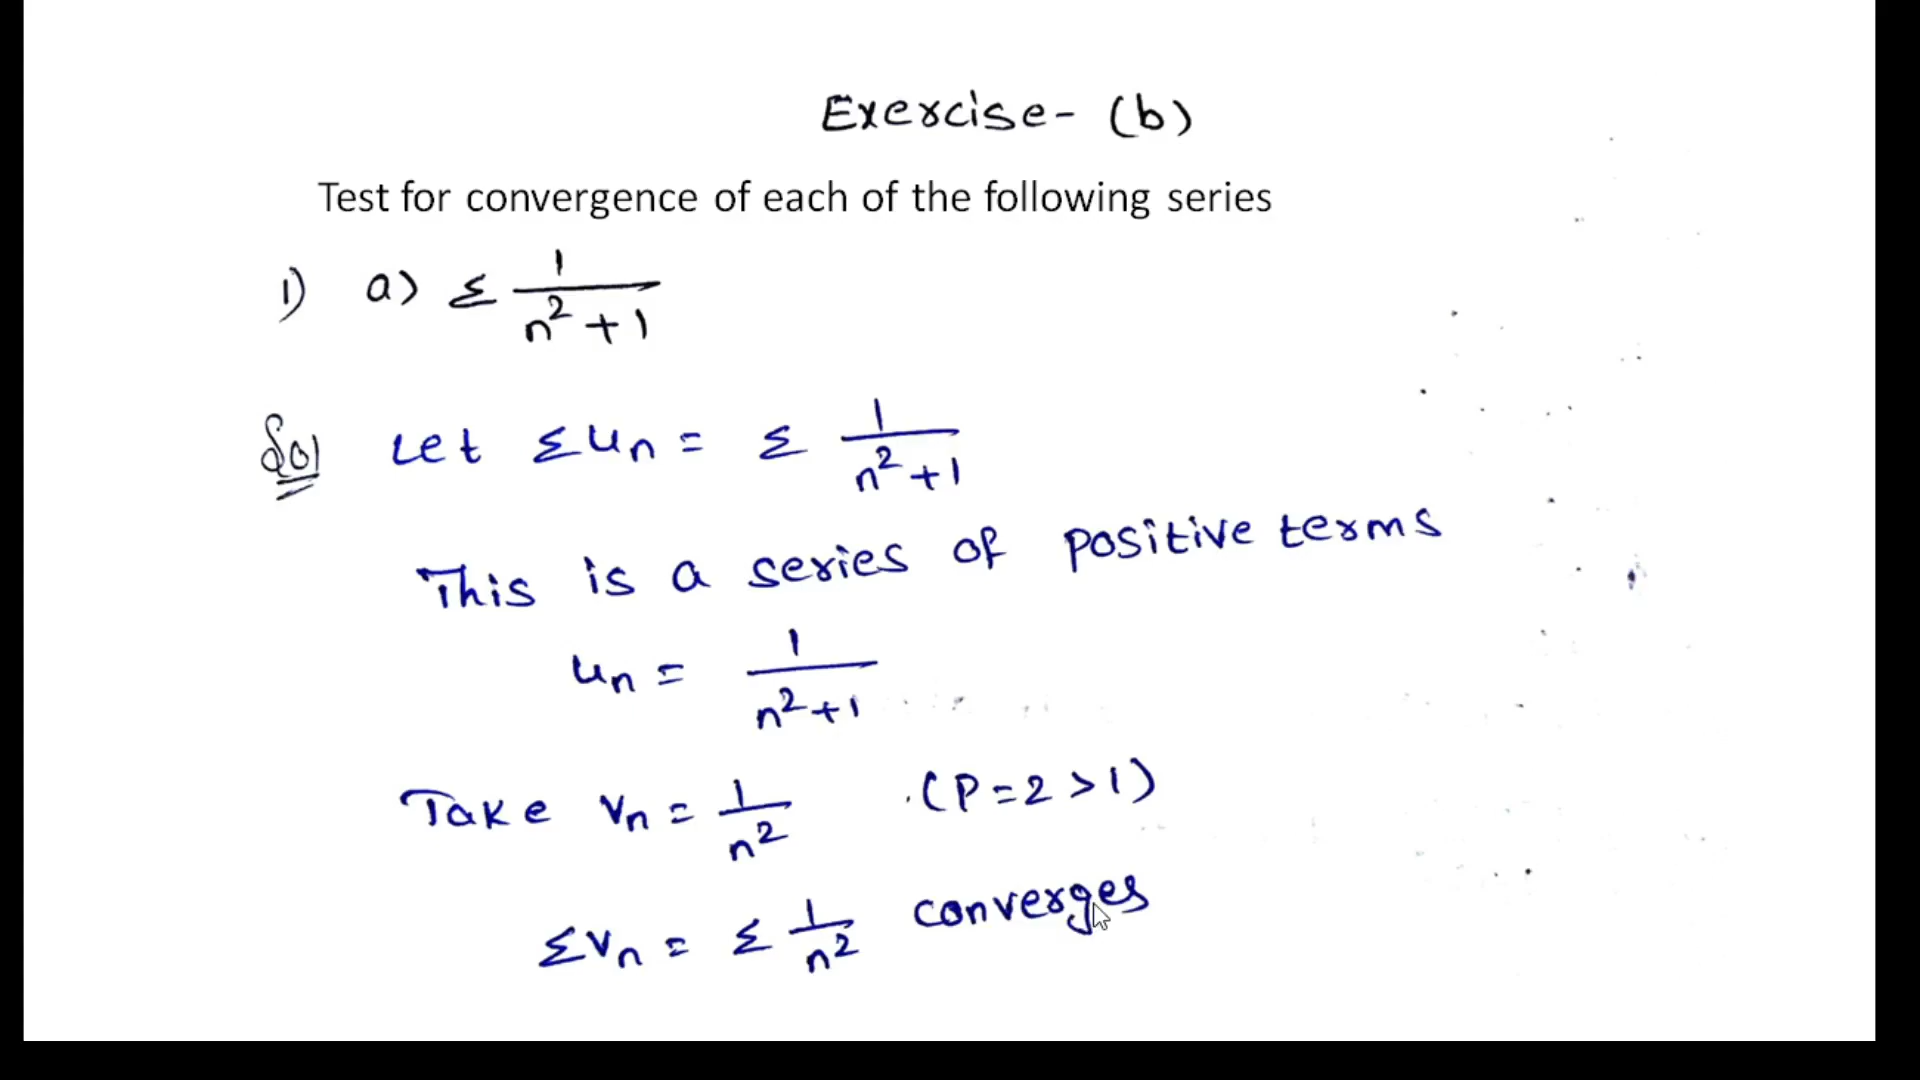 Exercise - (b)
Test for convergence of each of the following series
1) a) Σ 1/(n²+1)
Sol Let Σun = Σ 1/(n²+1)
This is a series of positive terms
un = 1/(n²+1)
Take vn = 1/n² (P=2>1)
Σvn = Σ 1/n² converges